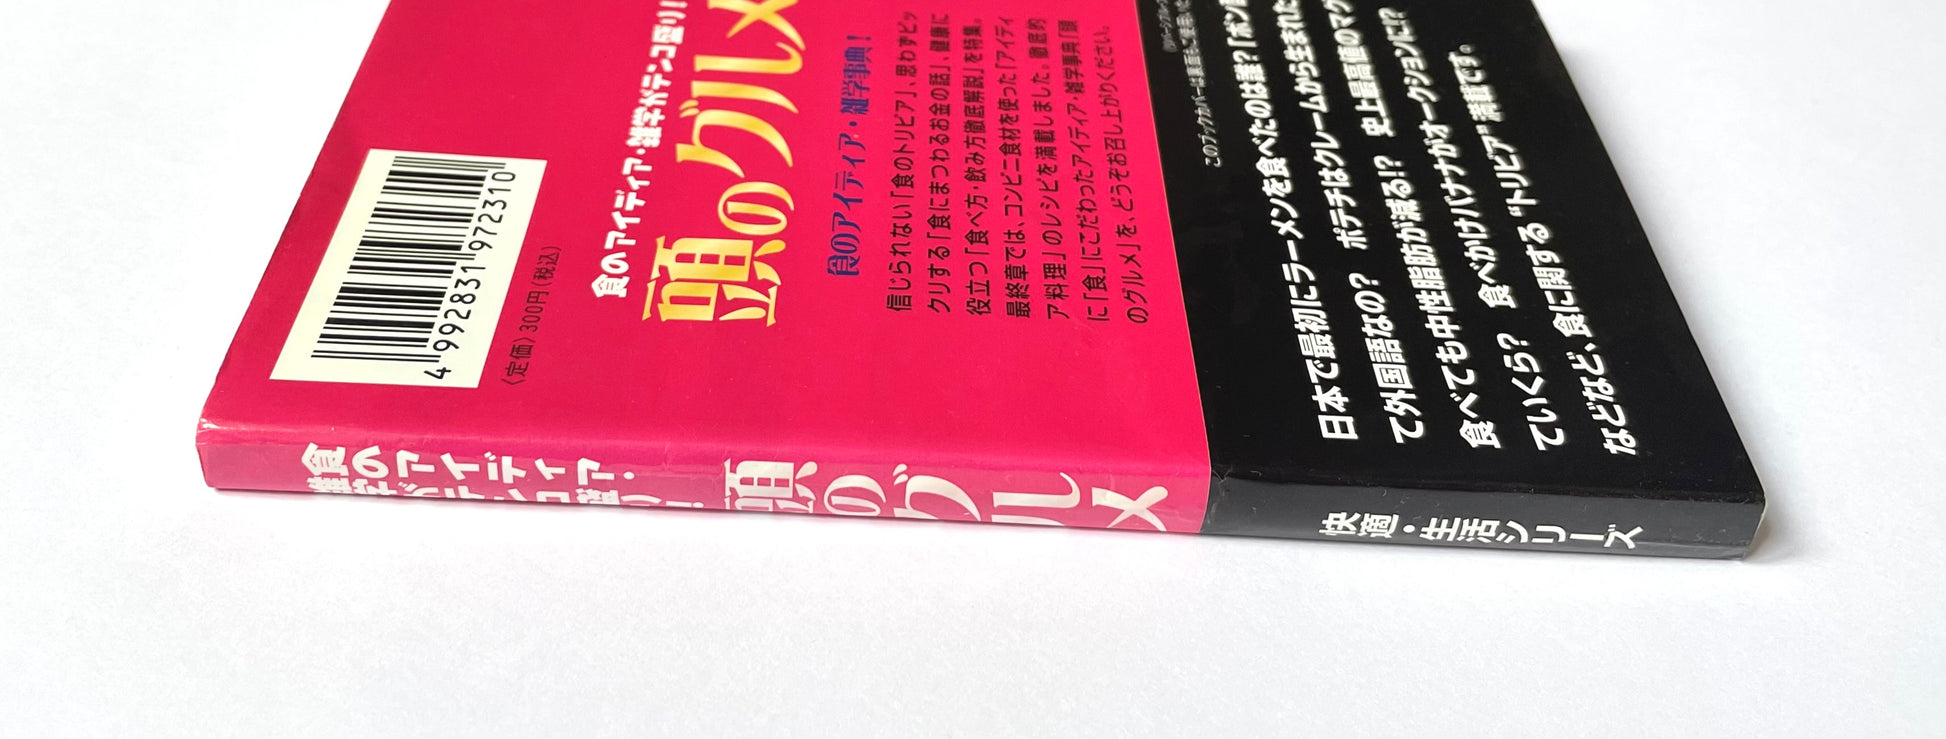 4 992831 972310
〈定価〉300円(税込)
食のアイディア・雑学がテンコ盛り!
頭のグルメ
食のアイディア・雑学事典!
信じられない「食のトリビア」、思わずビッ
クリする「食にまつわるお金の話」、健康に
役立つ「食べ方・飲み方徹底解説」を特集。
最終章では、コンビニ食材を使った「アイディ
ア料理」のレシピを満載しました。徹底的
に「食」にこだわったアイディア・雑学事典「頭
のグルメ」を、どうぞお召し上がりください。
このブックカバーは裏面も
日本で最初にラーメンを食べたのは誰?「ポン
て外国語なの? ポテチはクレームから生まれた
食べても中性脂肪が減る!? 史上最高値のマグ
ていくら? 食べかけバナナがオークションに!?
などなど、食に関する“トリビア”満載です。
食のアイディア・
雑学がテンコ盛り!
頭のグルメ
快適・生活シリーズ